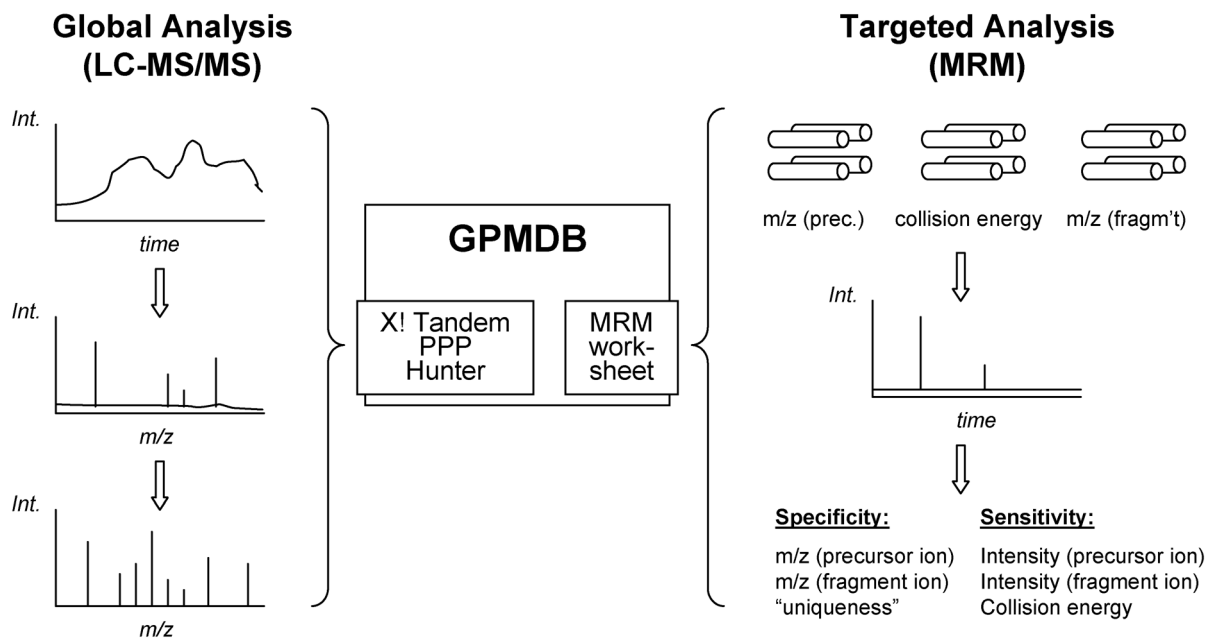 Global Analysis
(LC-MS/MS)
Int.
time
Int.
m/z
Int.
m/z
GPMDB
X! Tandem
PPP
Hunter
MRM
work-
sheet
Targeted Analysis
(MRM)
m/z (prec.)
collision energy
m/z (fragm't)
Int.
time
Specificity:
m/z (precursor ion)
m/z (fragment ion)
“uniqueness”
Sensitivity:
Intensity (precursor ion)
Intensity (fragment ion)
Collision energy